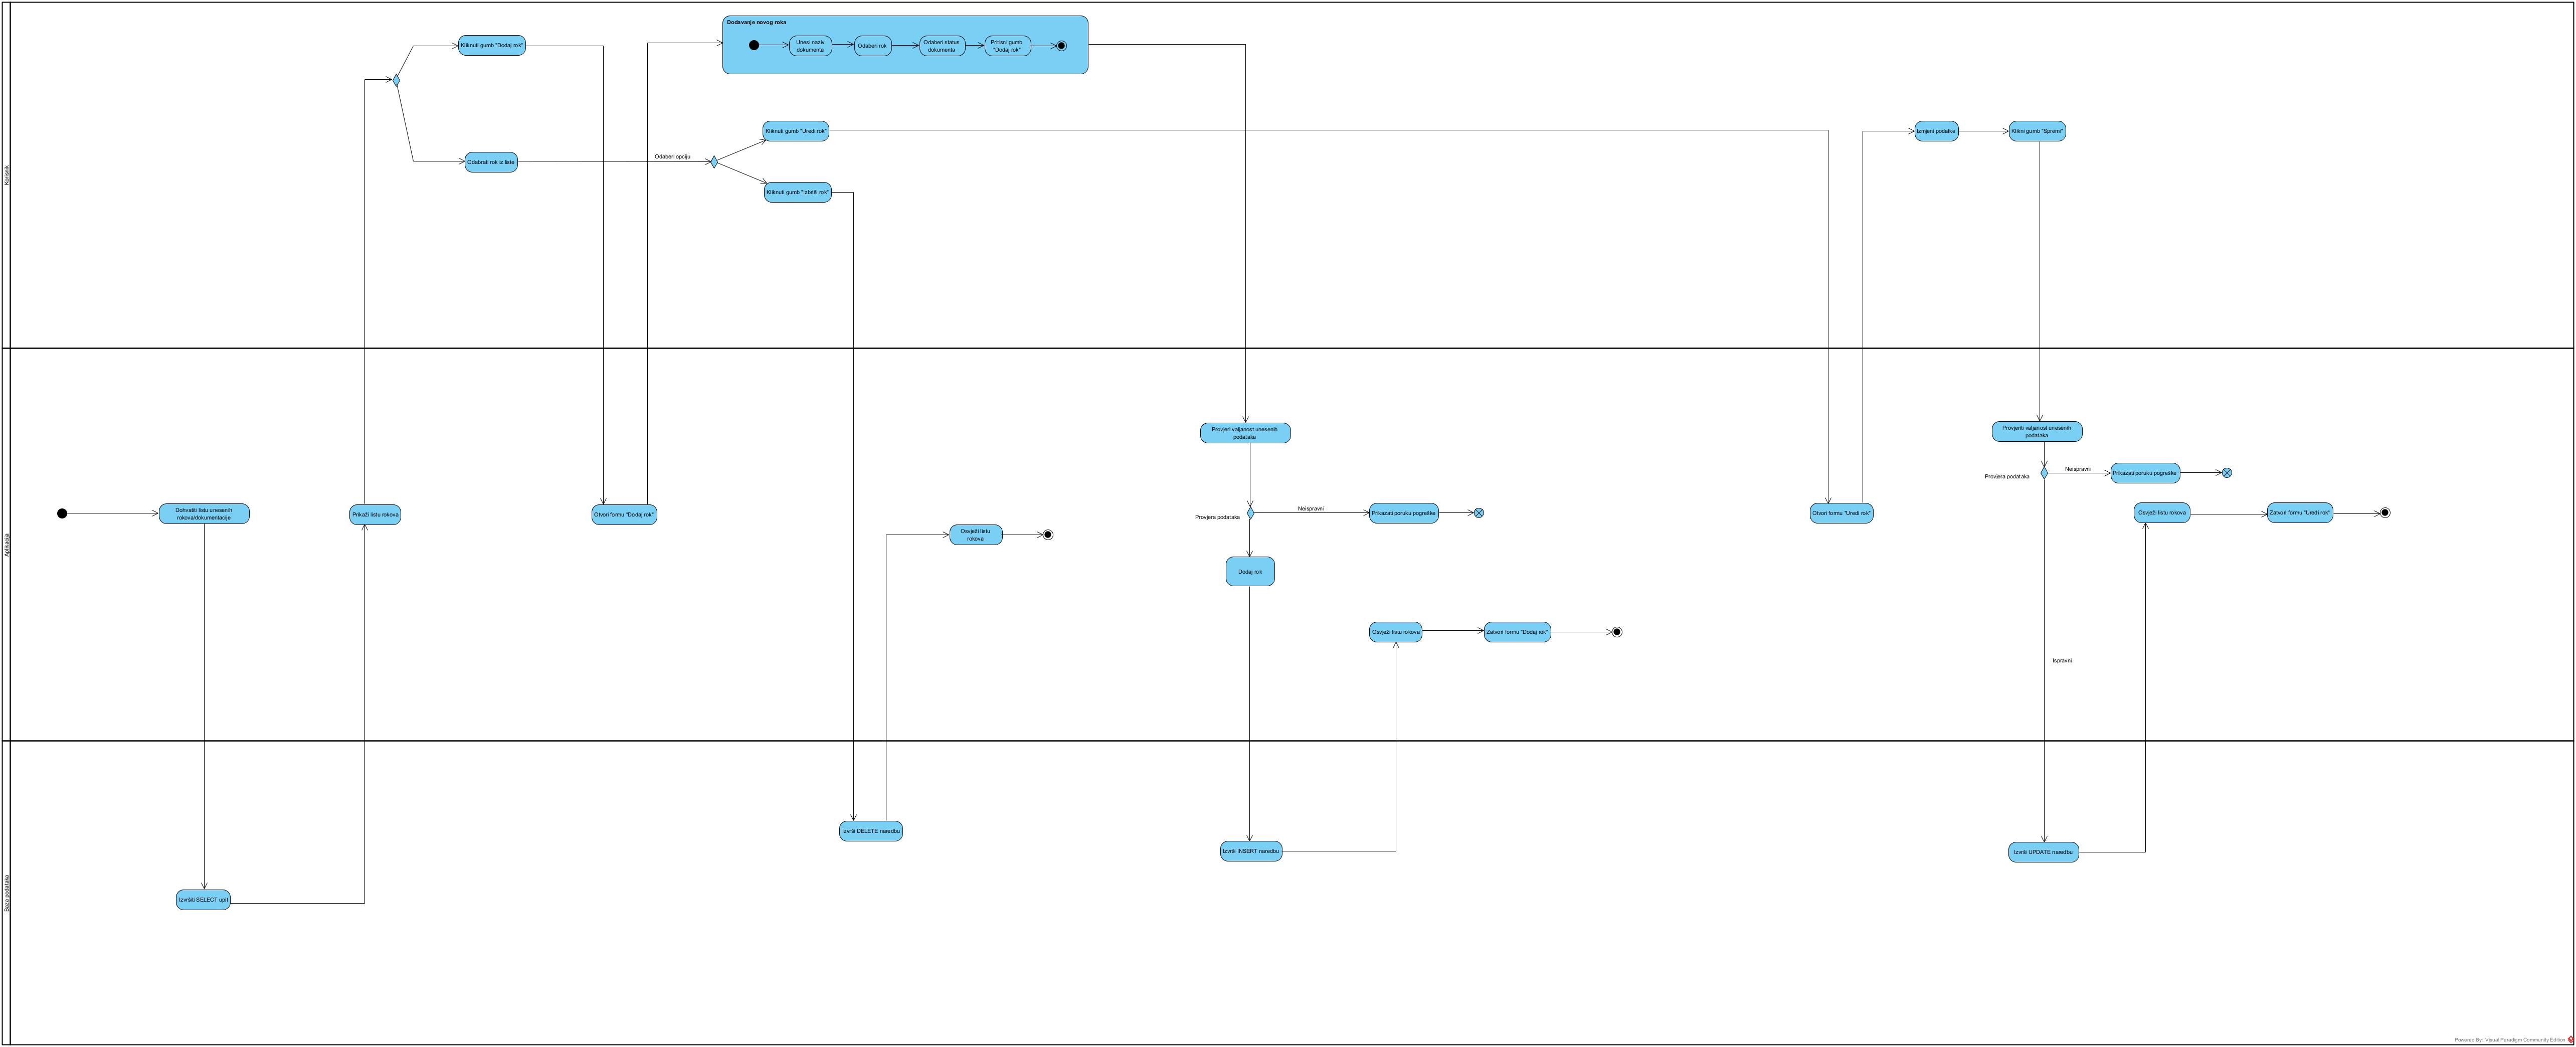 Korisnik
Dodavanje novog roka
Unesi naziv
dokumenta
Odaberi rok
Odaberi status
dokumenta
Pritisni gumb
"Dodaj rok"
Kliknuti gumb "Dodaj rok"
Odabrati rok iz liste
Odaberi opciju
Kliknuti gumb "Uredi rok"
Kliknuti gumb "Izbriši rok"
Izmjeni podatke
Klikni gumb "Spremi"
Aplikacija
Dohvatiti listu unesenih
rokova/dokumentacije
Prikaži listu rokova
Otvori formu "Dodaj rok"
Osvježi listu
rokova
Provjeri valjanost unesenih
podataka
Provjera podataka
Neispravni
Prikazati poruku pogreške
Dodaj rok
Osvježi listu rokova
Zatvori formu "Dodaj rok"
Otvori formu "Uredi rok"
Provjeriti valjanost unesenih
podataka
Provjera podataka
Neispravni
Prikazati poruku pogreške
Osvježi listu rokova
Zatvori formu "Uredi rok"
Ispravni
Baza podataka
Izvršiti SELECT upit
Izvrši DELETE naredbu
Izvrši INSERT naredbu
Izvrši UPDATE naredbu
Powered By: Visual Paradigm Community Edition